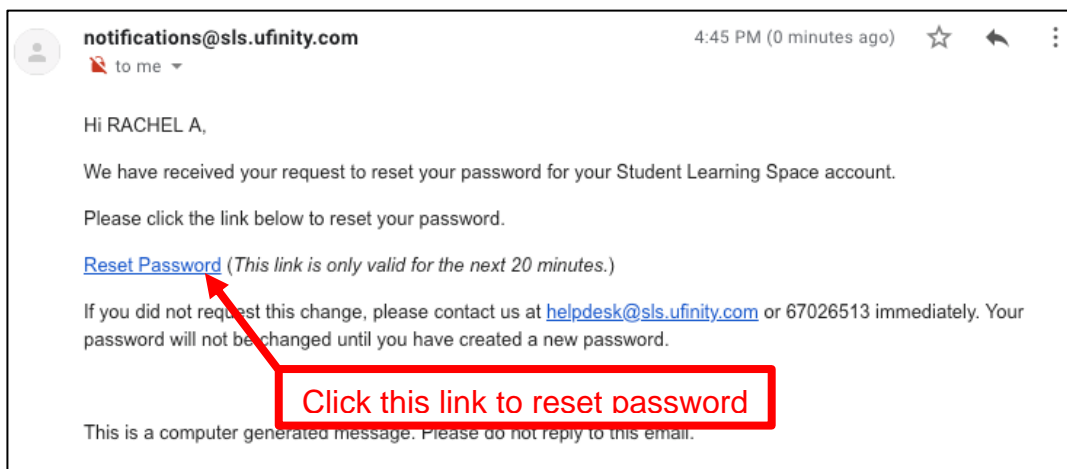 notifications@sls.ufinity.com 4:45 PM (0 minutes ago)
to me
Hi RACHEL A,
We have received your request to reset your password for your Student Learning Space account.
Please click the link below to reset your password.
Reset Password (This link is only valid for the next 20 minutes.)
If you did not request this change, please contact us at helpdesk@sls.ufinity.com or 67026513 immediately. Your
password will not be changed until you have created a new password.
Click this link to reset password
This is a computer generated message. Please do not reply to this email.